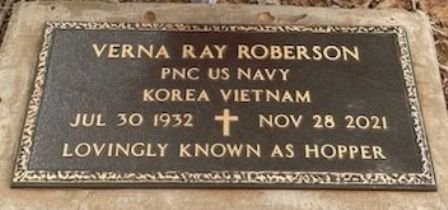 VERNA RAY ROBERSON
PNC US NAVY
KOREA VIETNAM
JUL 30 1932 ✝ NOV 28 2021
LOVINGLY KNOWN AS HOPPER